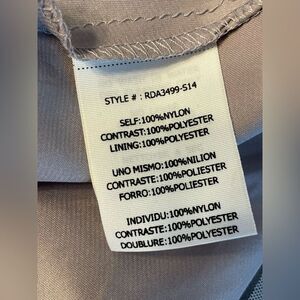 STYLE # : RDA3499-S14
SELF:100%NYLON
CONTRAST:100%POLYESTER
LINING:100%POLYESTER
UNO MISMO:100%NILION
CONTRASTE:100%POLIESTER
FORRO:100%POLIESTER
INDIVIDU:100%NYLON
CONTRASTE:100%POLYESTER
DOUBLURE:100%POLYESTER